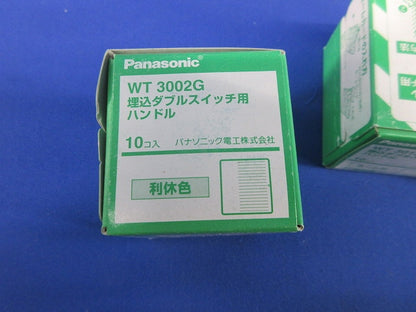 Panasonic
WT 3002G
埋込ダブルスイッチ用
ハンドル
10コ入 パナソニック電工株式会社
利休色